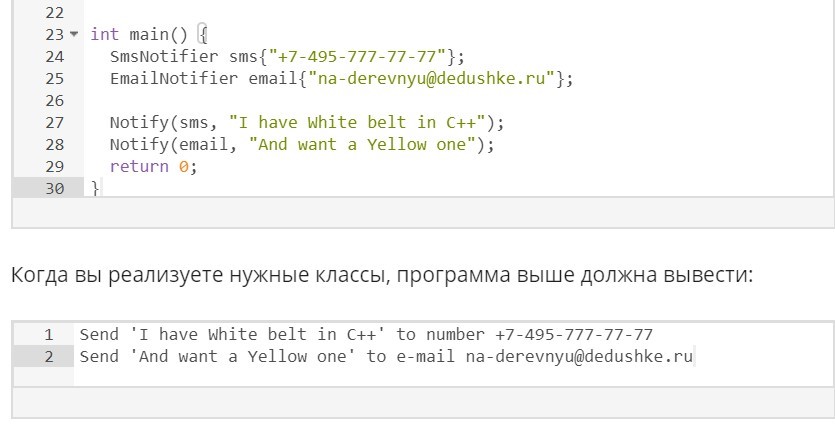 22
23 int main() {
24 SmsNotifier sms{"+7-495-777-77-77"};
25 EmailNotifier email{"na-derevnyu@dedushke.ru"};
26
27 Notify(sms, "I have White belt in C++");
28 Notify(email, "And want a Yellow one");
29 return 0;
30 }
Когда вы реализуете нужные классы, программа выше должна вывести:
1 Send 'I have White belt in C++' to number +7-495-777-77-77
2 Send 'And want a Yellow one' to e-mail na-derevnyu@dedushke.ru